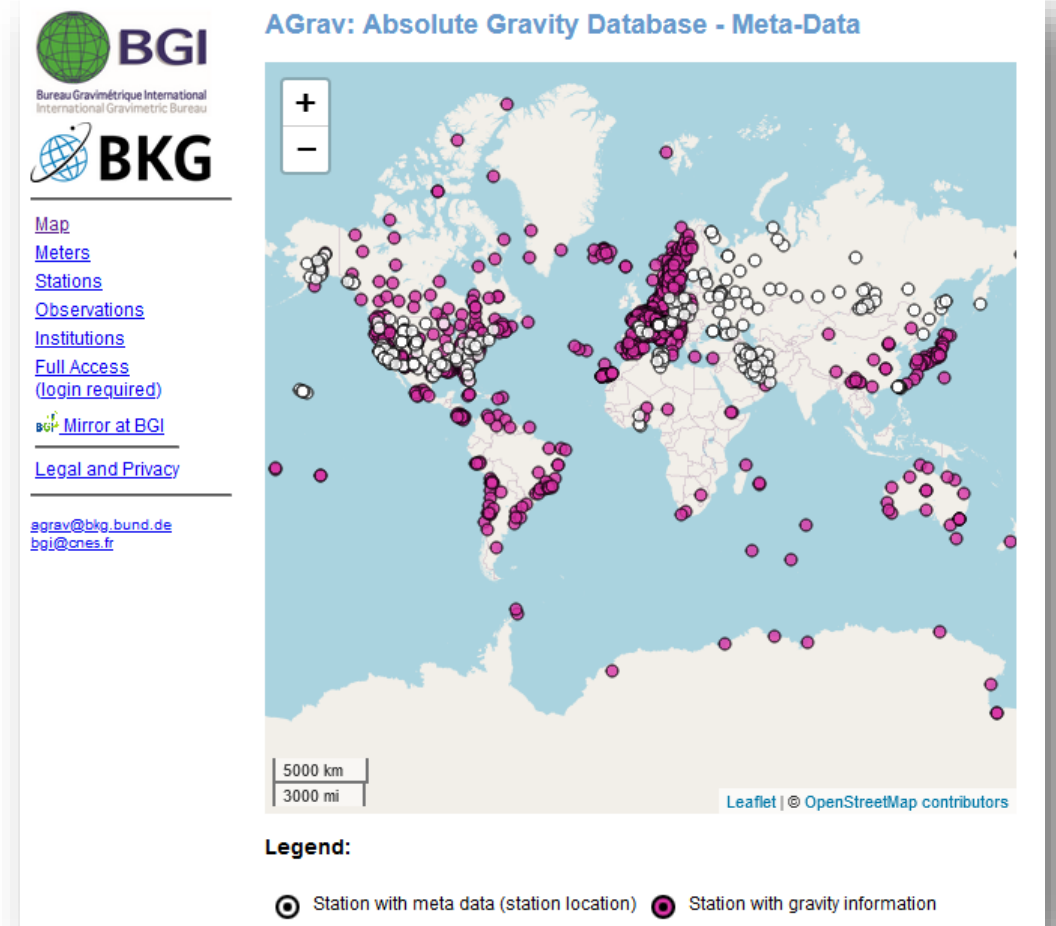 BGI
Bureau Gravimétrique International
International Gravimetric Bureau
BKG
Map
Meters
Stations
Observations
Institutions
Full Access
(login required)
BGI Mirror at BGI
Legal and Privacy
agrav@bkg.bund.de
bgi@cnes.fr
AGrav: Absolute Gravity Database - Meta-Data
+
−
5000 km
3000 mi
Leaflet | © OpenStreetMap contributors
Legend:
Station with meta data (station location) Station with gravity information